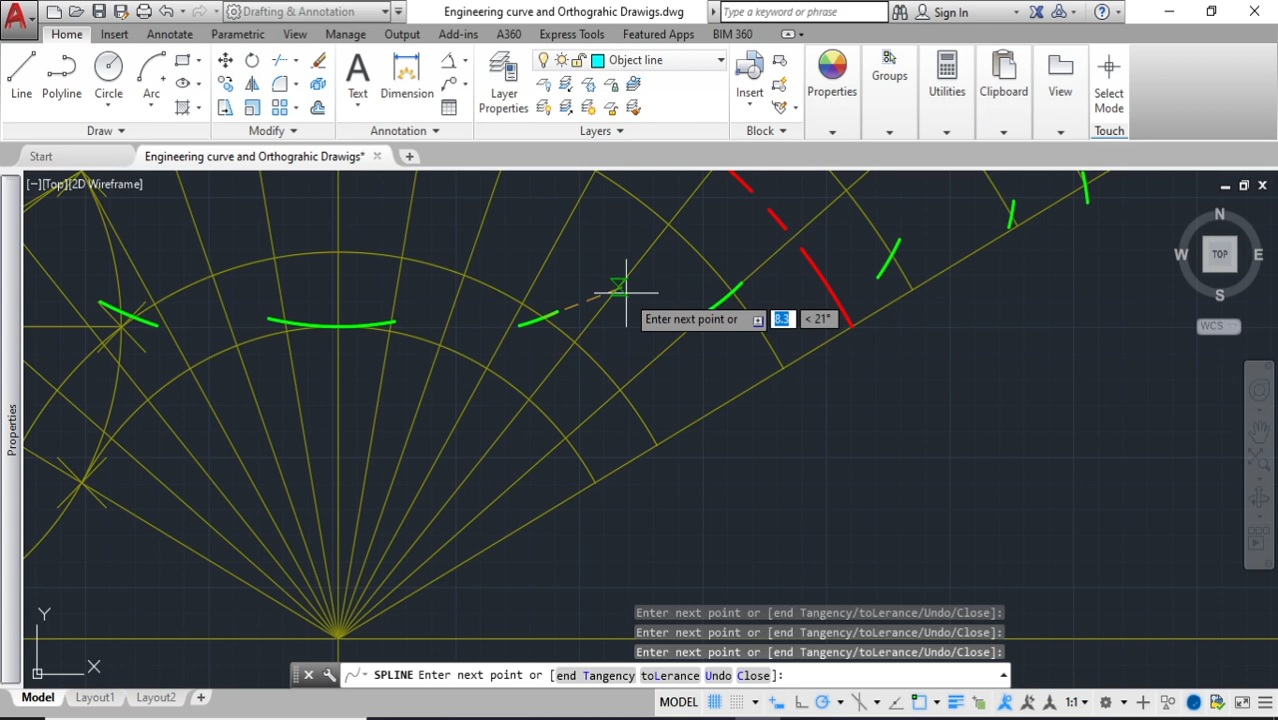 A
Drafting & Annotation
Engineering curve and Orthograhic Drawigs.dwg
Type a keyword or phrase
Sign In
Home
Insert
Annotate
Parametric
View
Manage
Output
Add-ins
A360
Express Tools
Featured Apps
BIM 360
Line
Polyline
Circle
Arc
Text
Dimension
Layer
Properties
Object line
Insert
Properties
Groups
Utilities
Clipboard
View
Select
Mode
Draw
Modify
Annotation
Layers
Block
Touch
Start
Engineering curve and Orthograhic Drawigs*
[−][Top][2D Wireframe]
N
W
TOP
E
S
WCS
Enter next point or
8.3
< 21°
Properties
Y
X
Enter next point or [end Tangency/toLerance/Undo/Close]:
Enter next point or [end Tangency/toLerance/Undo/Close]:
Enter next point or [end Tangency/toLerance/Undo/Close]:
SPLINE Enter next point or [end Tangency toLerance Undo Close]:
Model
Layout1
Layout2
MODEL
1:1